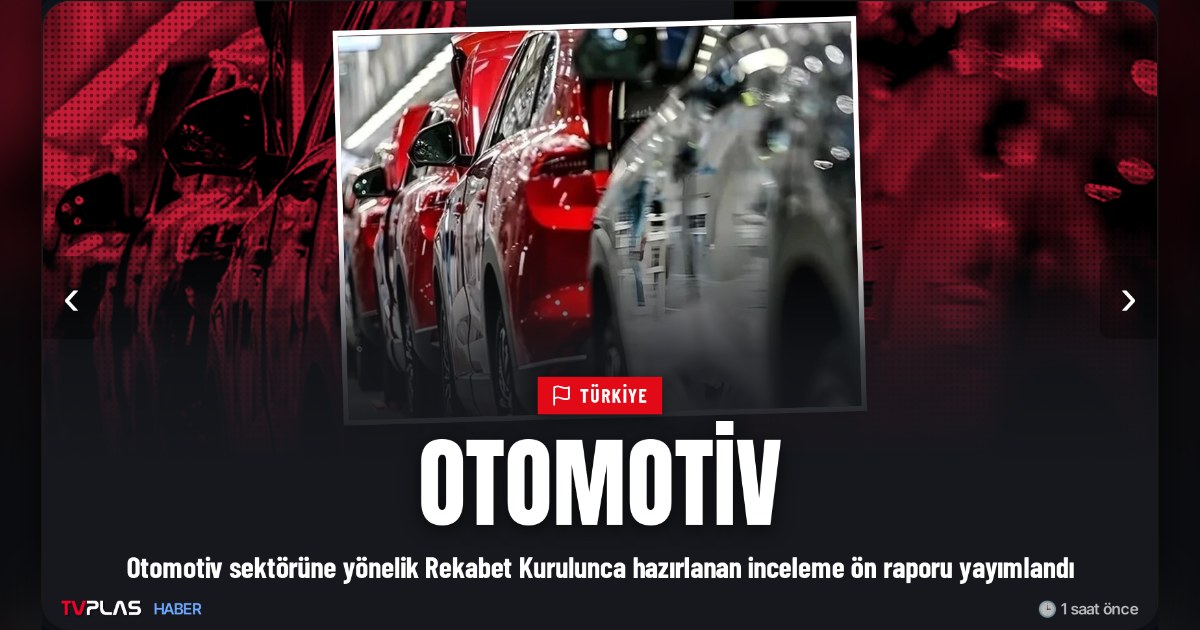 TÜRKİYE
OTOMOTİV
Otomotiv sektörüne yönelik Rekabet Kurulunca hazırlanan inceleme ön raporu yayımlandı
TVPLAS HABER
1 saat önce